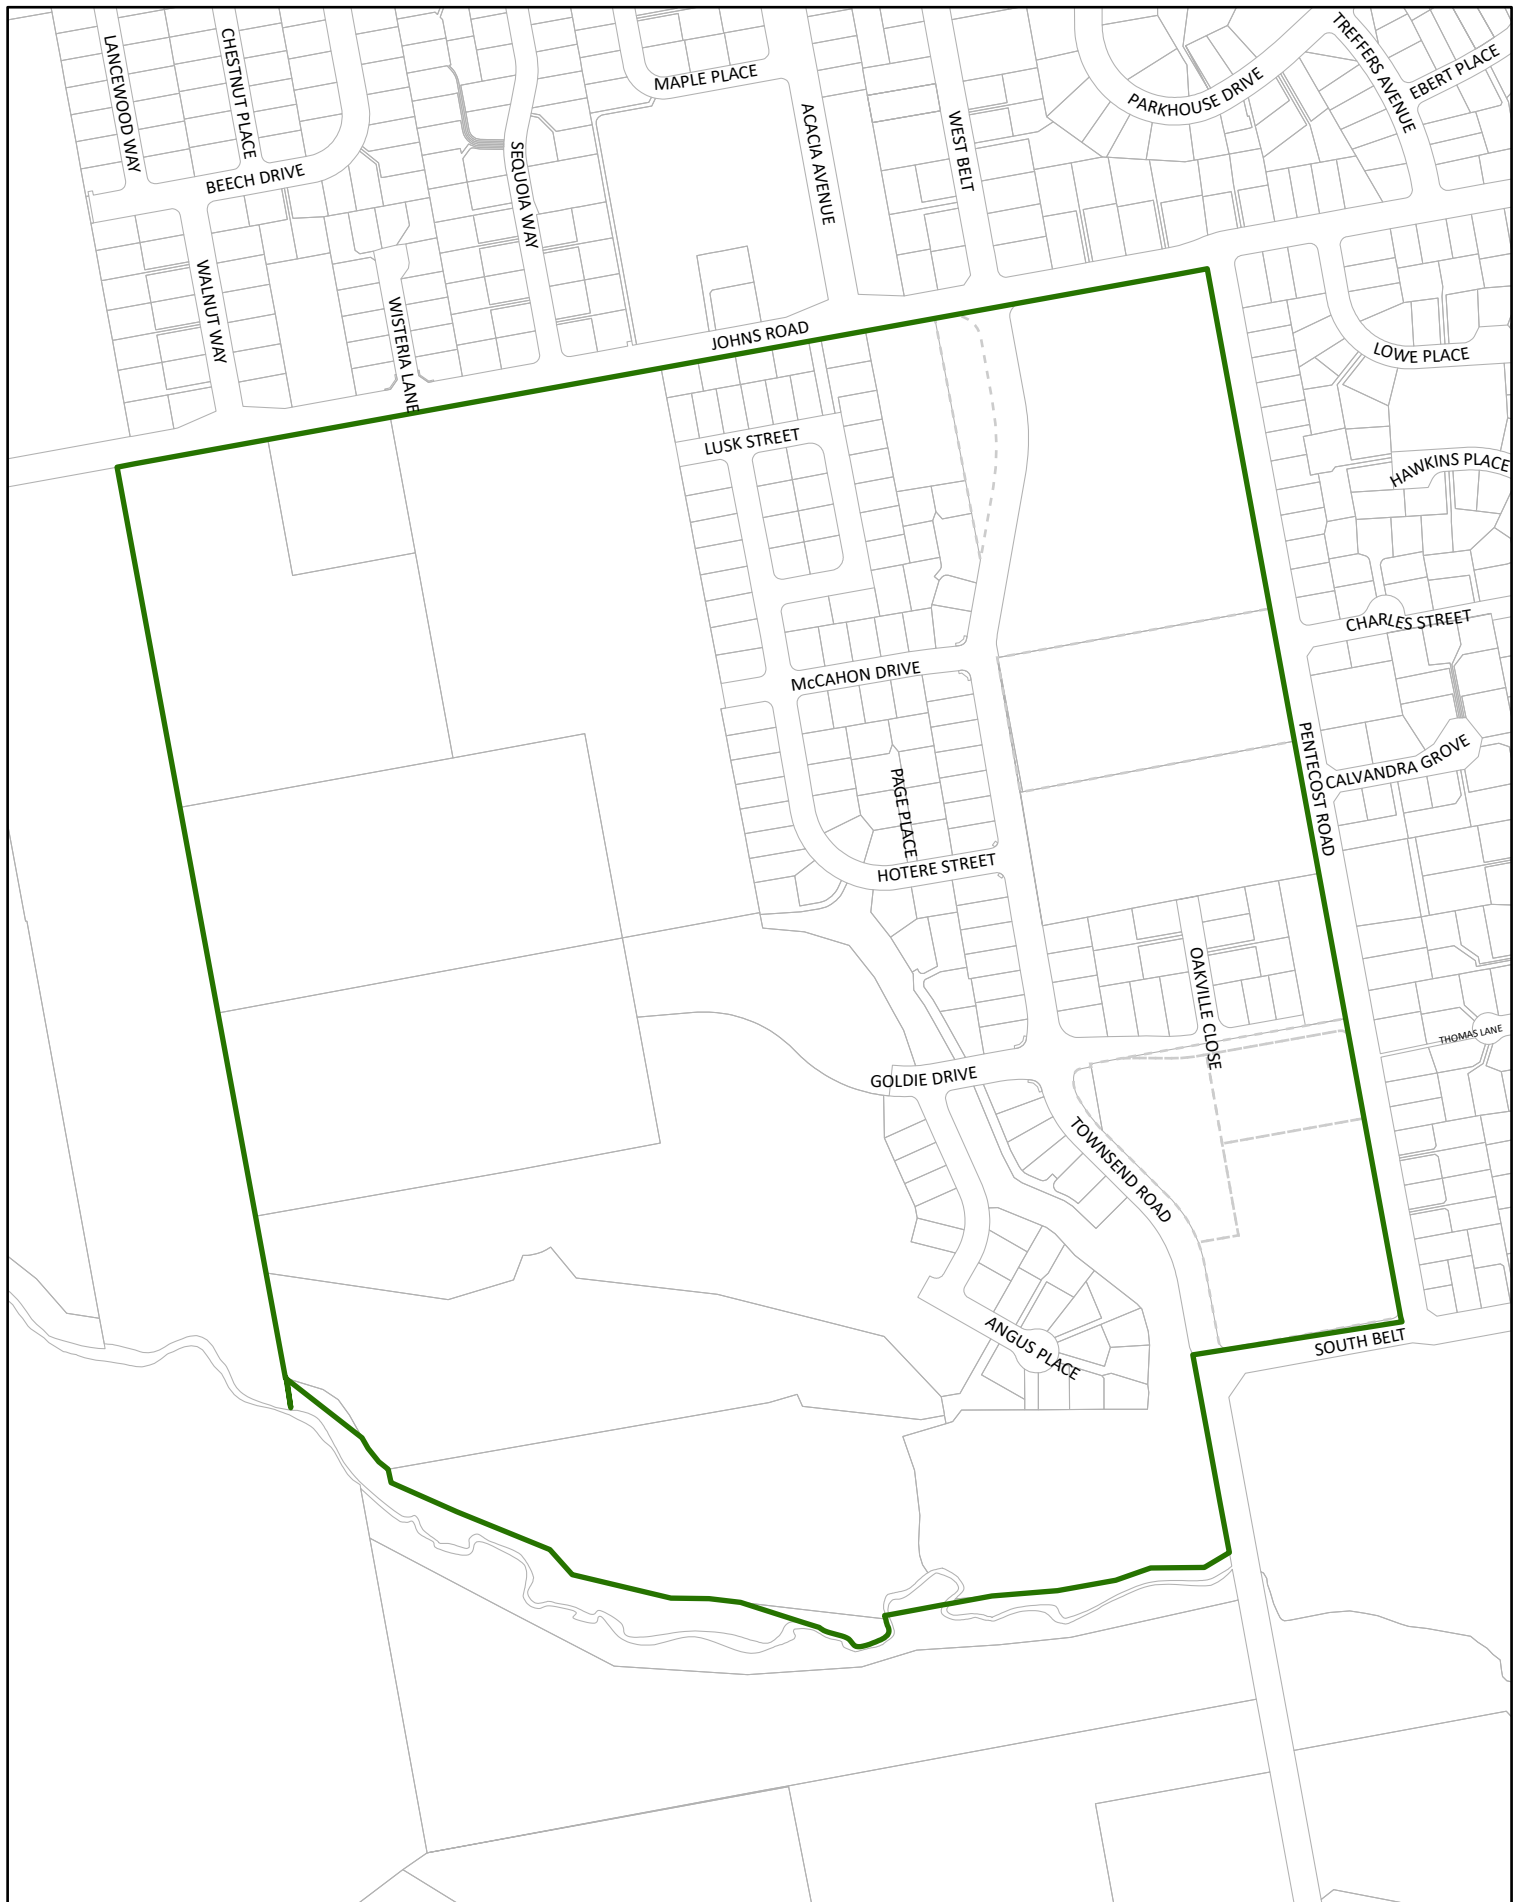 LANCEWOOD WAY
CHESTNUT PLACE
BEECH DRIVE
MAPLE PLACE
SEQUOIA WAY
ACACIA AVENUE
WEST BELT
PARKHOUSE DRIVE
TREFFERS AVENUE
EBERT PLACE
WALNUT WAY
WISTERIA LANE
JOHNS ROAD
LOWE PLACE
LUSK STREET
HAWKINS PLACE
CHARLES STREET
McCAHON DRIVE
PENTECOST ROAD
CALVANDRA GROVE
PAGE PLACE
HOTERE STREET
OAKVILLE CLOSE
THOMAS LANE
GOLDIE DRIVE
TOWNSEND ROAD
ANGUS PLACE
SOUTH BELT